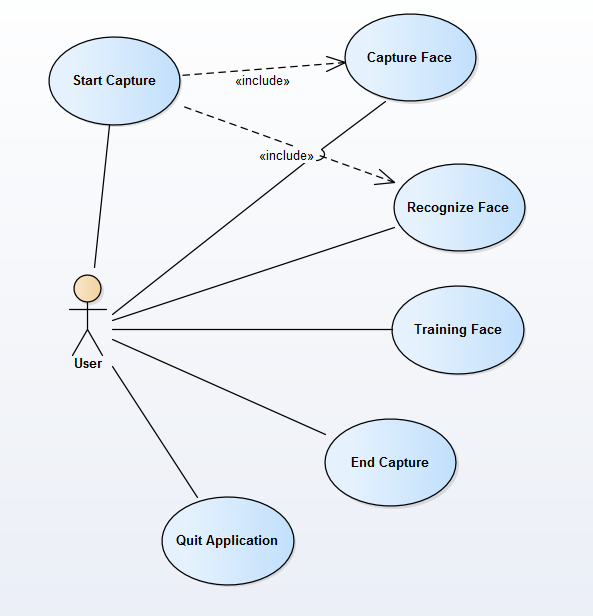 Capture Face
Start Capture
«include»
«include»
Recognize Face
Training Face
User
End Capture
Quit Application